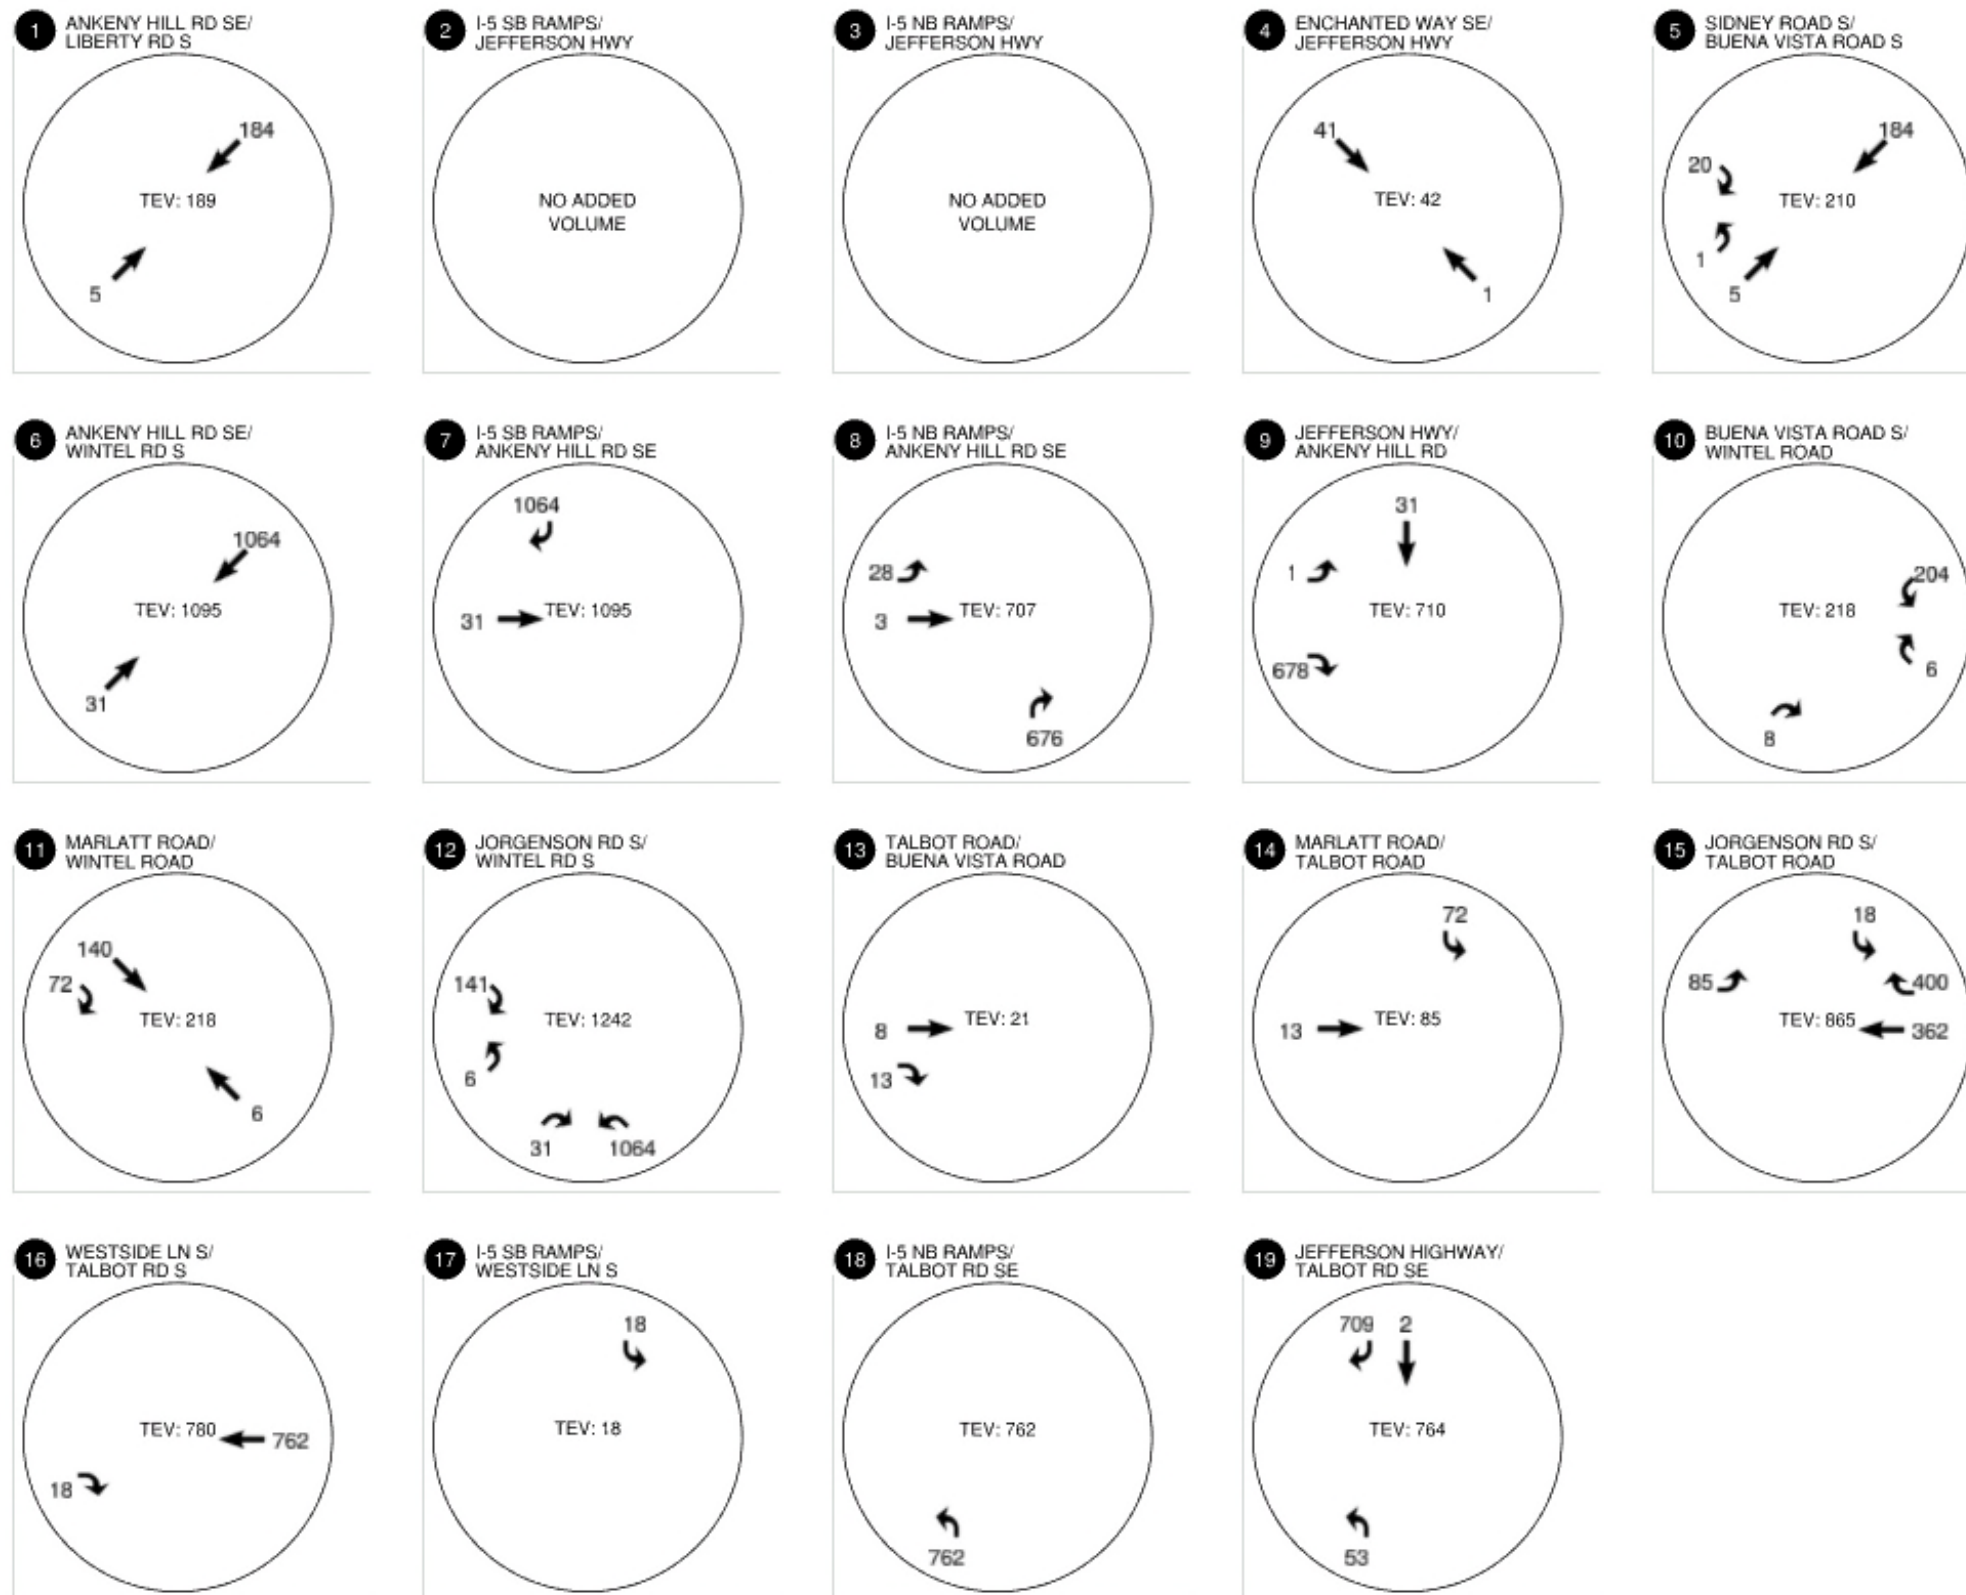 1
ANKENY HILL RD SE/
LIBERTY RD S
184
TEV: 189
5
2
I-5 SB RAMPS/
JEFFERSON HWY
NO ADDED
VOLUME
3
I-5 NB RAMPS/
JEFFERSON HWY
NO ADDED
VOLUME
4
ENCHANTED WAY SE/
JEFFERSON HWY
41
TEV: 42
1
5
SIDNEY ROAD S/
BUENA VISTA ROAD S
184
20
TEV: 210
1
5
6
ANKENY HILL RD SE/
WINTEL RD S
1064
TEV: 1095
31
7
I-5 SB RAMPS/
ANKENY HILL RD SE
1064
31
TEV: 1095
8
I-5 NB RAMPS/
ANKENY HILL RD SE
28
3
TEV: 707
676
9
JEFFERSON HWY/
ANKENY HILL RD
31
1
TEV: 710
678
10
BUENA VISTA ROAD S/
WINTEL ROAD
204
TEV: 218
6
8
11
MARLATT ROAD/
WINTEL ROAD
140
72
TEV: 218
6
12
JORGENSON RD S/
WINTEL RD S
141
TEV: 1242
6
31
1064
13
TALBOT ROAD/
BUENA VISTA ROAD
8
TEV: 21
13
14
MARLATT ROAD/
TALBOT ROAD
72
13
TEV: 85
15
JORGENSON RD S/
TALBOT ROAD
18
85
400
TEV: 865
362
16
WESTSIDE LN S/
TALBOT RD S
TEV: 780
762
18
17
I-5 SB RAMPS/
WESTSIDE LN S
18
TEV: 18
18
I-5 NB RAMPS/
TALBOT RD SE
TEV: 762
762
19
JEFFERSON HIGHWAY/
TALBOT RD SE
709 2
TEV: 764
53